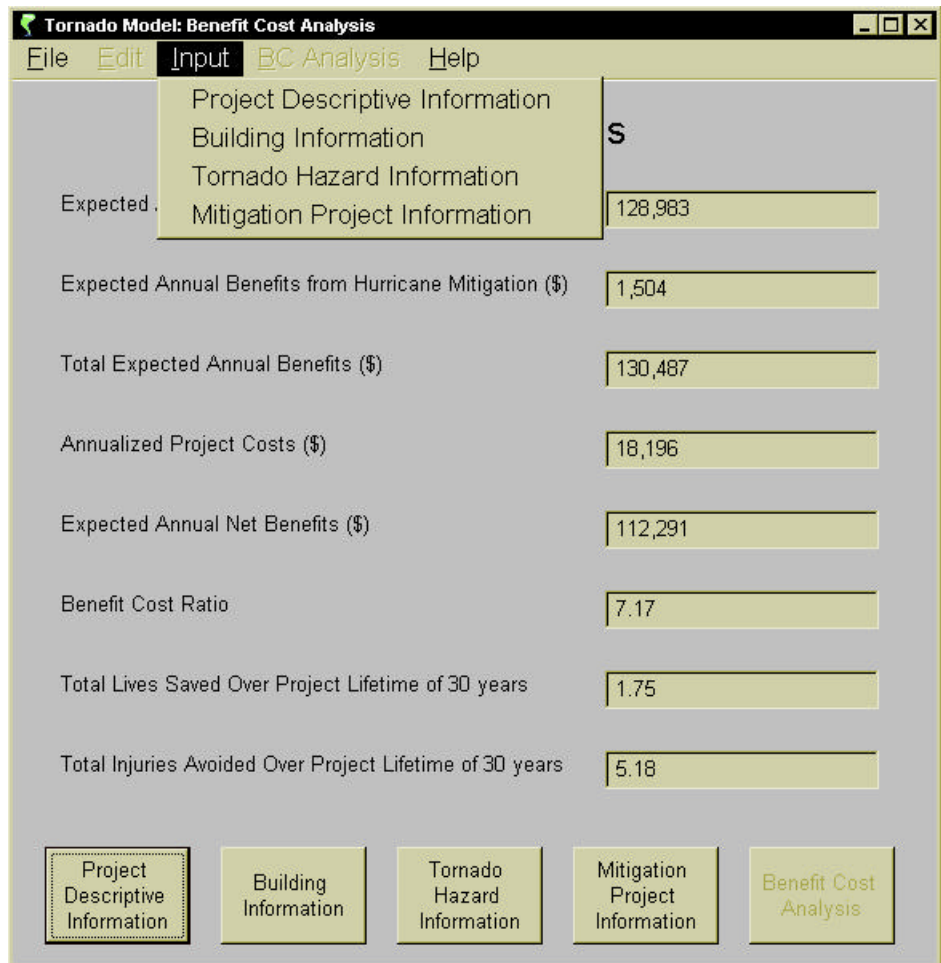 Tornado Model: Benefit Cost Analysis
File Edit Input BC Analysis Help
Project Descriptive Information
Building Information
Tornado Hazard Information
Mitigation Project Information
s
Expected
128,983
Expected Annual Benefits from Hurricane Mitigation ($)
1,504
Total Expected Annual Benefits ($)
130,487
Annualized Project Costs ($)
18,196
Expected Annual Net Benefits ($)
112,291
Benefit Cost Ratio
7.17
Total Lives Saved Over Project Lifetime of 30 years
1.75
Total Injuries Avoided Over Project Lifetime of 30 years
5.18
Project
Descriptive
Information
Building
Information
Tornado
Hazard
Information
Mitigation
Project
Information
Benefit Cost
Analysis